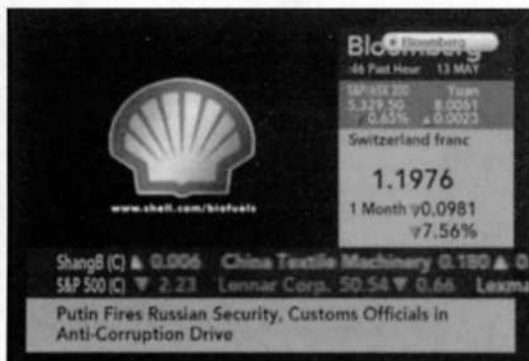 Bloomberg
Bloomberg
:46 Past Hour 13 MAY
S&P/ASX 200 Yuan
5,329.50 8.0061
0.65% ▲0.0023
Switzerland franc
1.1976
1 Month ▽0.0981
▽7.56%
www.shell.com/biofuels
ShangB (C) ▲ 0.006 China Textile Machinery 0.180 ▲ 0.
S&P 500 (C) ▼ 2.23 Lennar Corp. 50.54 ▼ 0.66 Lexma
Putin Fires Russian Security, Customs Officials in
Anti-Corruption Drive